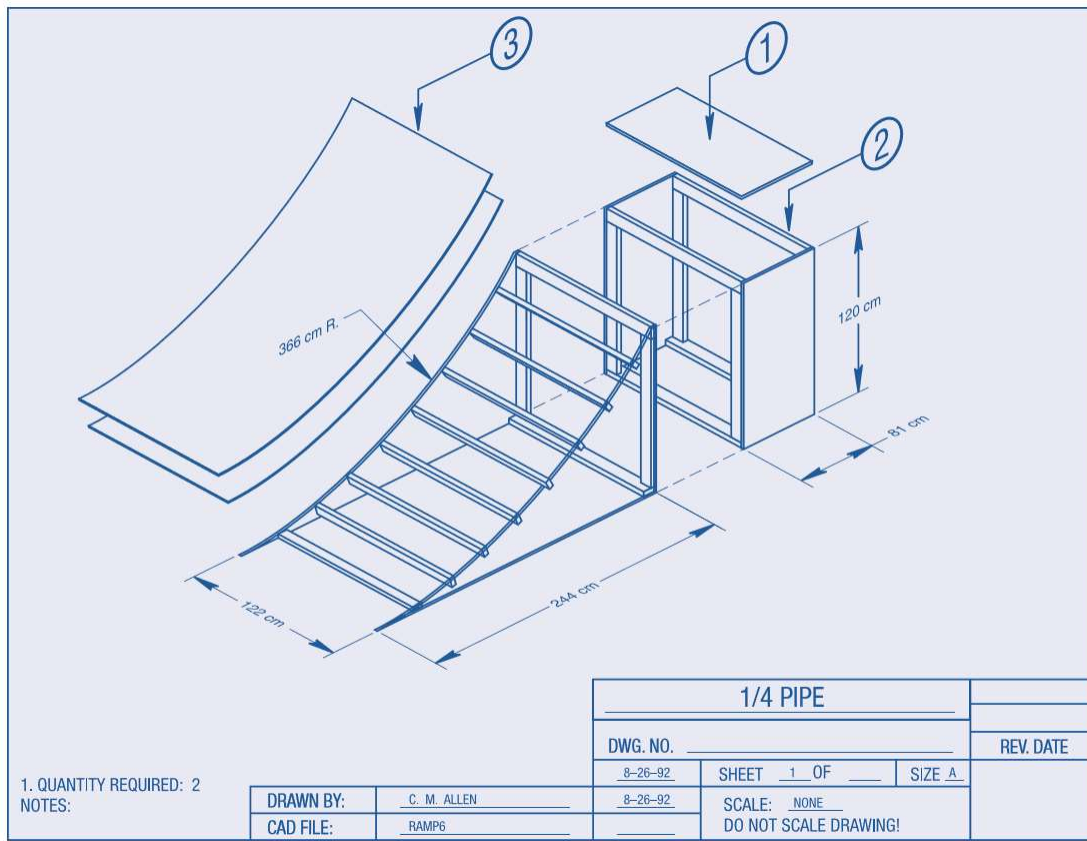 3
1
2
366 cm R.
120 cm
81 cm
244 cm
122 cm
1/4 PIPE
DWG. NO.
REV. DATE
8-26-92 SHEET 1 OF SIZE A
1. QUANTITY REQUIRED: 2
NOTES:
DRAWN BY: C. M. ALLEN 8-26-92 SCALE: NONE
CAD FILE: RAMP6 DO NOT SCALE DRAWING!